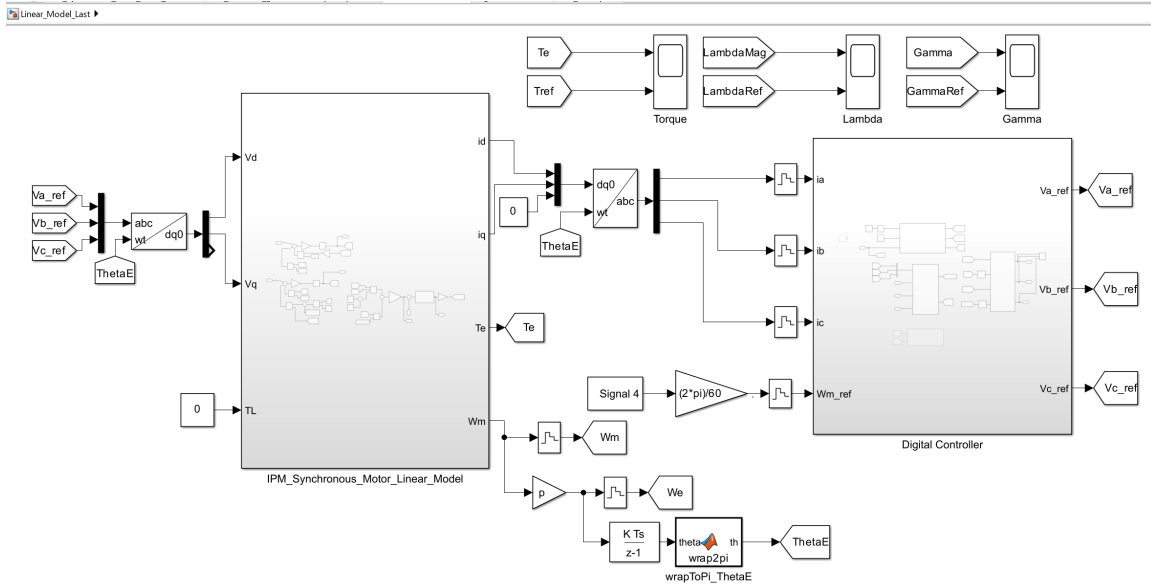 Linear_Model_Last
Te
Tref
Torque
LambdaMag
LambdaRef
Lambda
Gamma
GammaRef
Gamma
Va_ref
Vb_ref
Vc_ref
abc
wt
dq0
ThetaE
Vd
Vq
TL
0
id
iq
Te
Wm
IPM_Synchronous_Motor_Linear_Model
Te
0
dq0
wt
abc
ThetaE
ia
ib
ic
Wm_ref
Va_ref
Vb_ref
Vc_ref
Digital Controller
Va_ref
Vb_ref
Vc_ref
Signal 4
(2*pi)/60
Wm
p
We
K Ts
z-1
theta
th
wrap2pi
wrapToPi_ThetaE
ThetaE